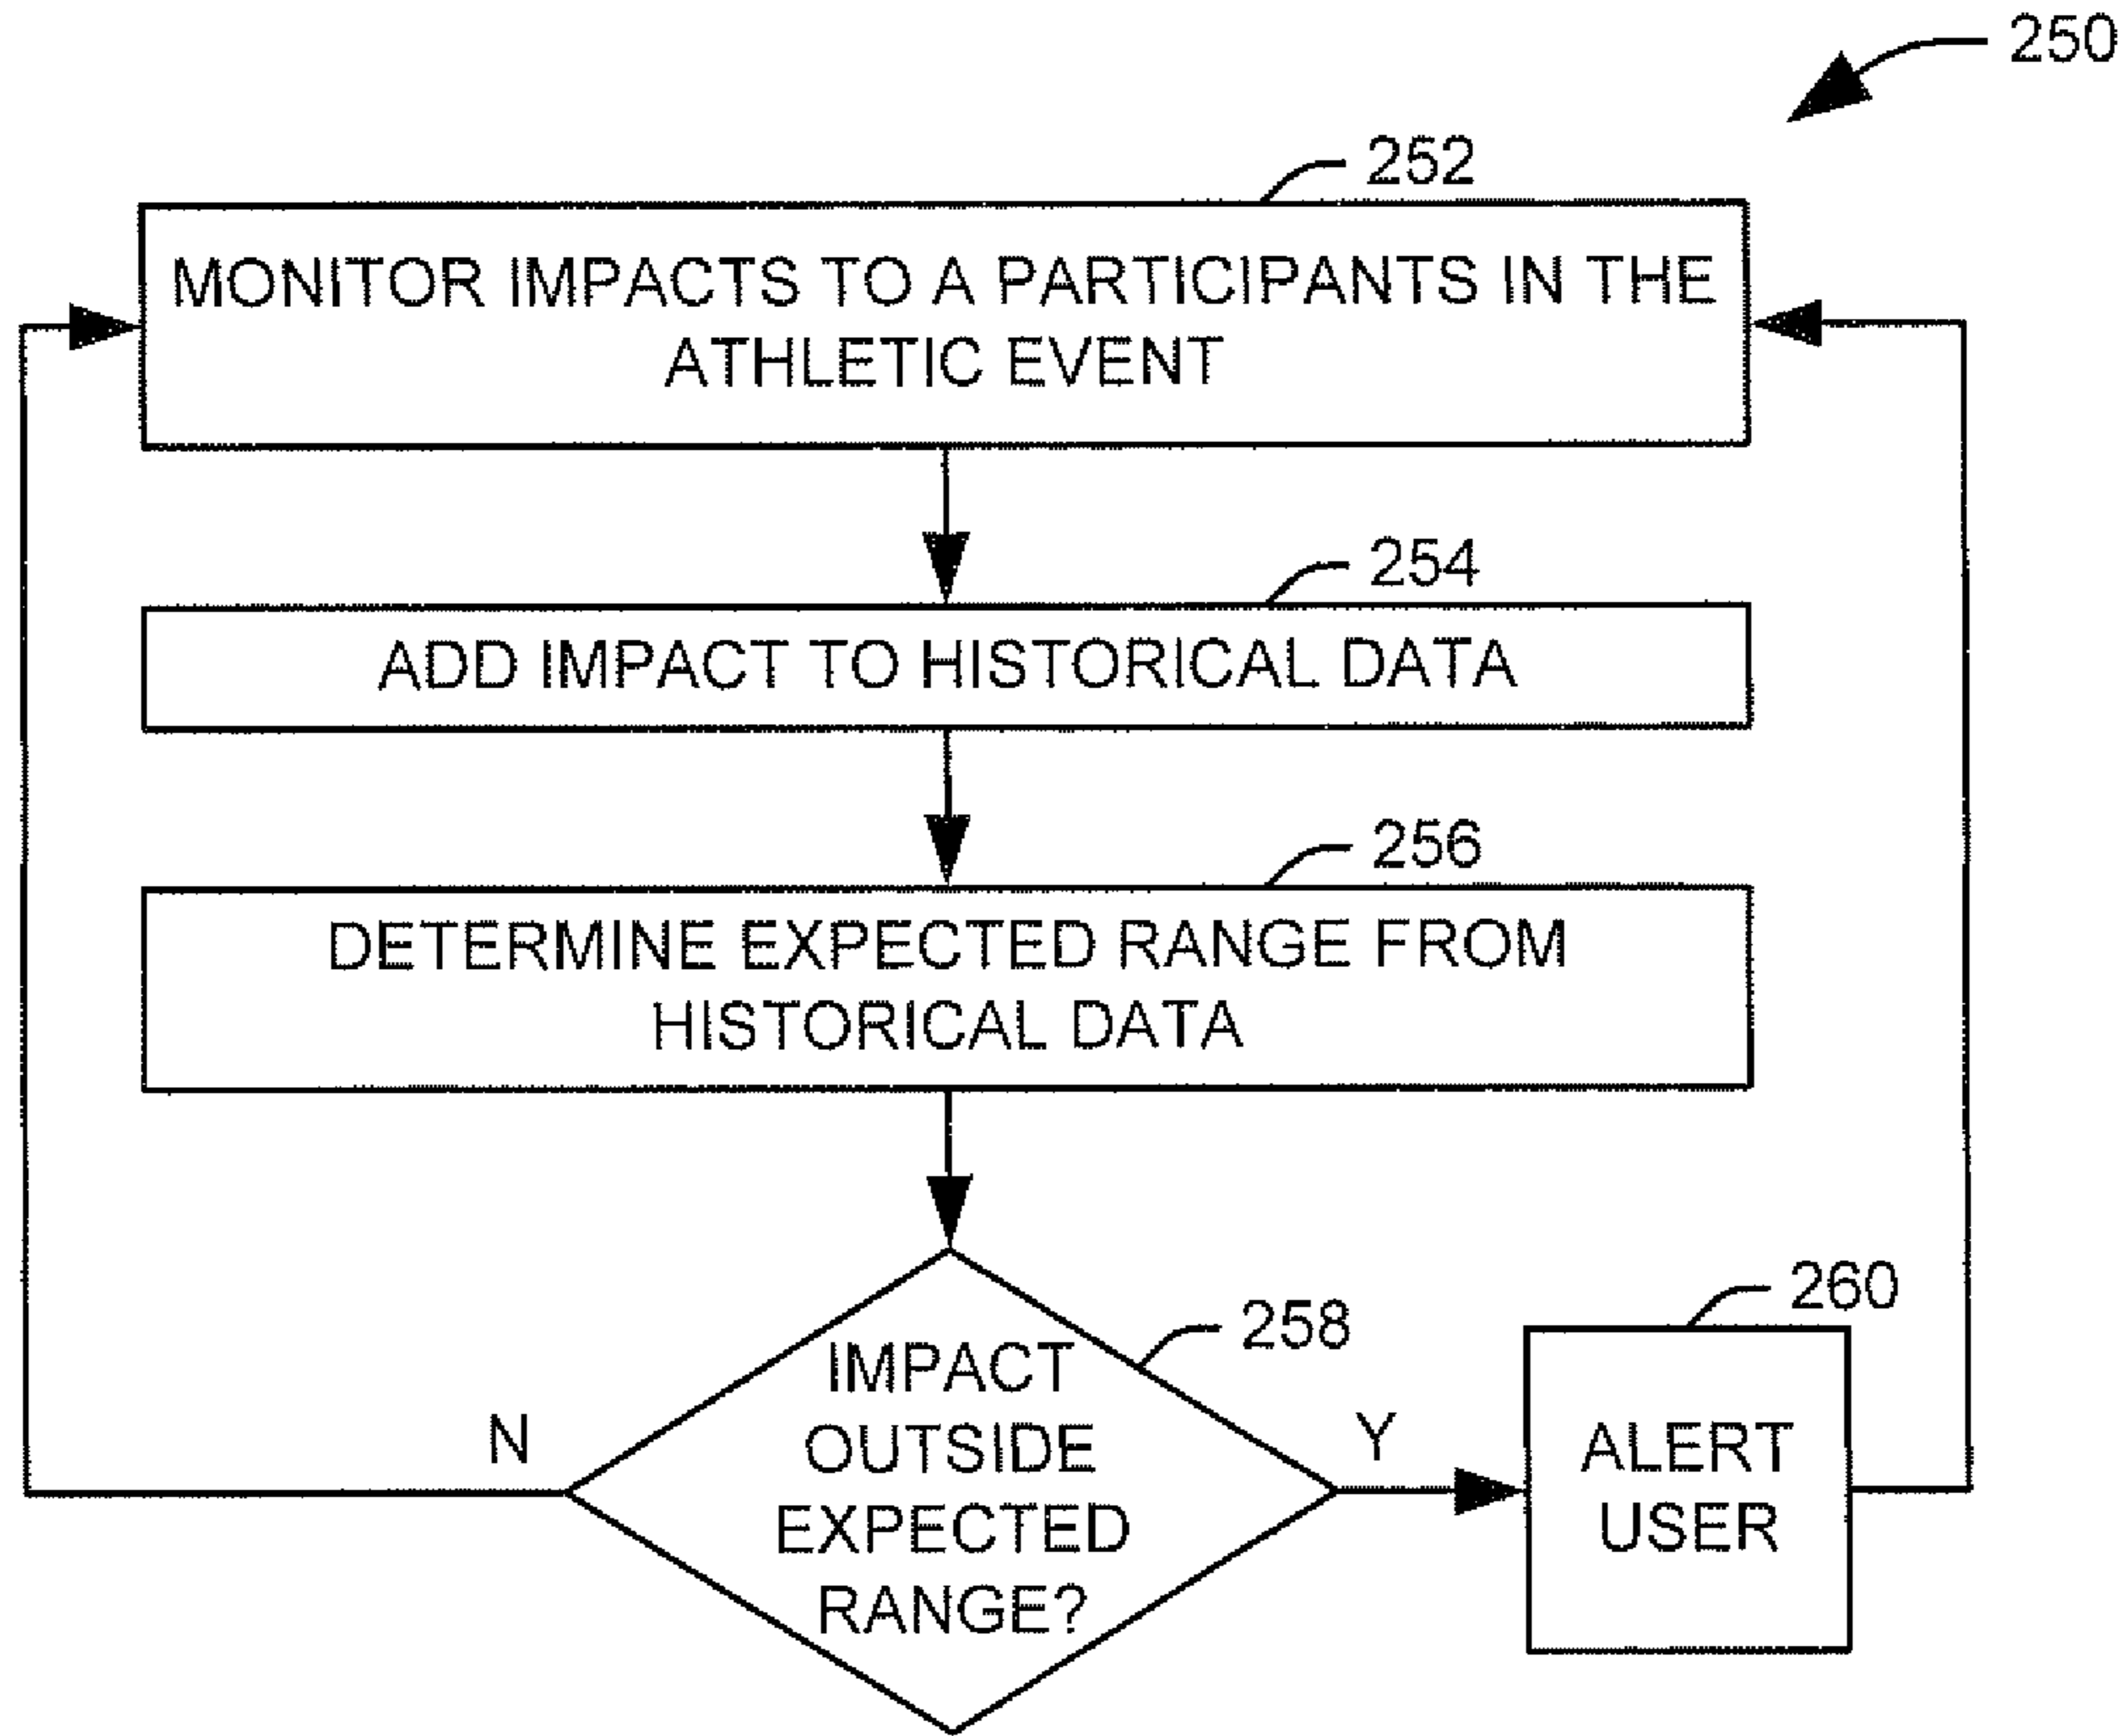 250
252
MONITOR IMPACTS TO A PARTICIPANTS IN THE
ATHLETIC EVENT
254
ADD IMPACT TO HISTORICAL DATA
256
DETERMINE EXPECTED RANGE FROM
HISTORICAL DATA
258
IMPACT
OUTSIDE
EXPECTED
RANGE?
N
Y
260
ALERT
USER